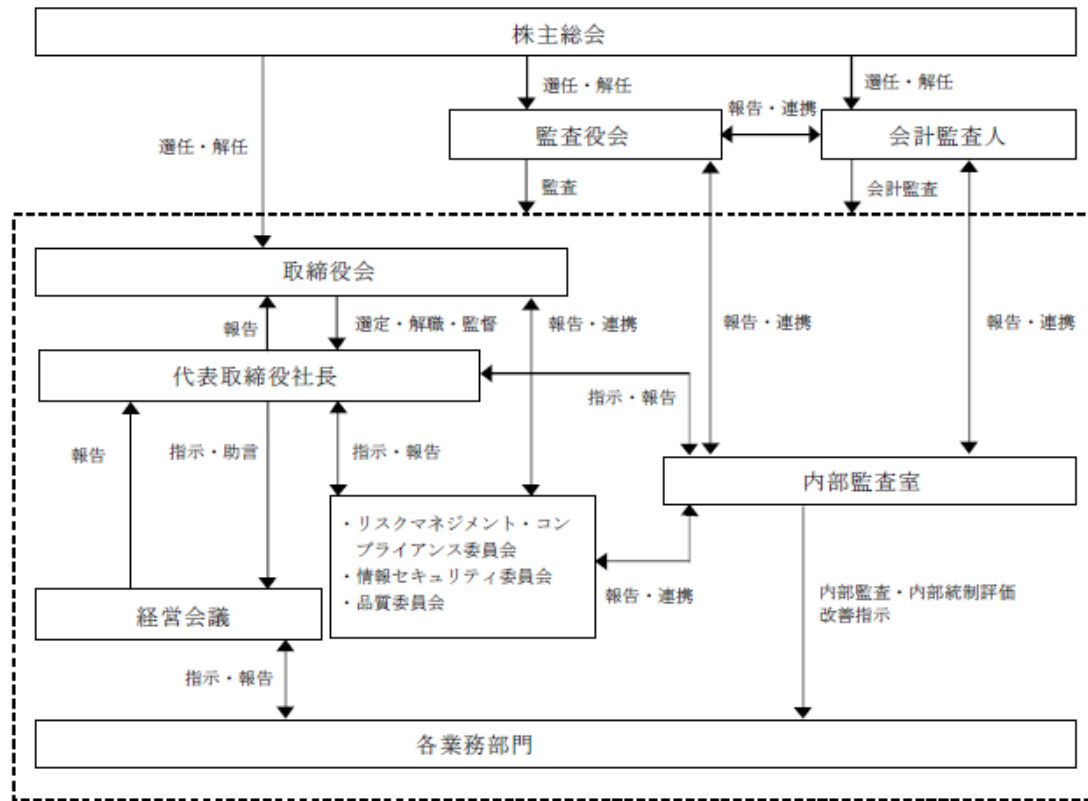 株主総会
選任・解任
選任・解任
報告・連携
監査役会
会計監査人
選任・解任
監査
会計監査
取締役会
報告
選定・解職・監督
報告・連携
報告・連携
報告・連携
代表取締役社長
指示・報告
報告
指示・助言
指示・報告
内部監査室
・リスクマネジメント・コン
プライアンス委員会
・情報セキュリティ委員会
・品質委員会
報告・連携
内部監査・内部統制評価
改善指示
経営会議
指示・報告
各業務部門